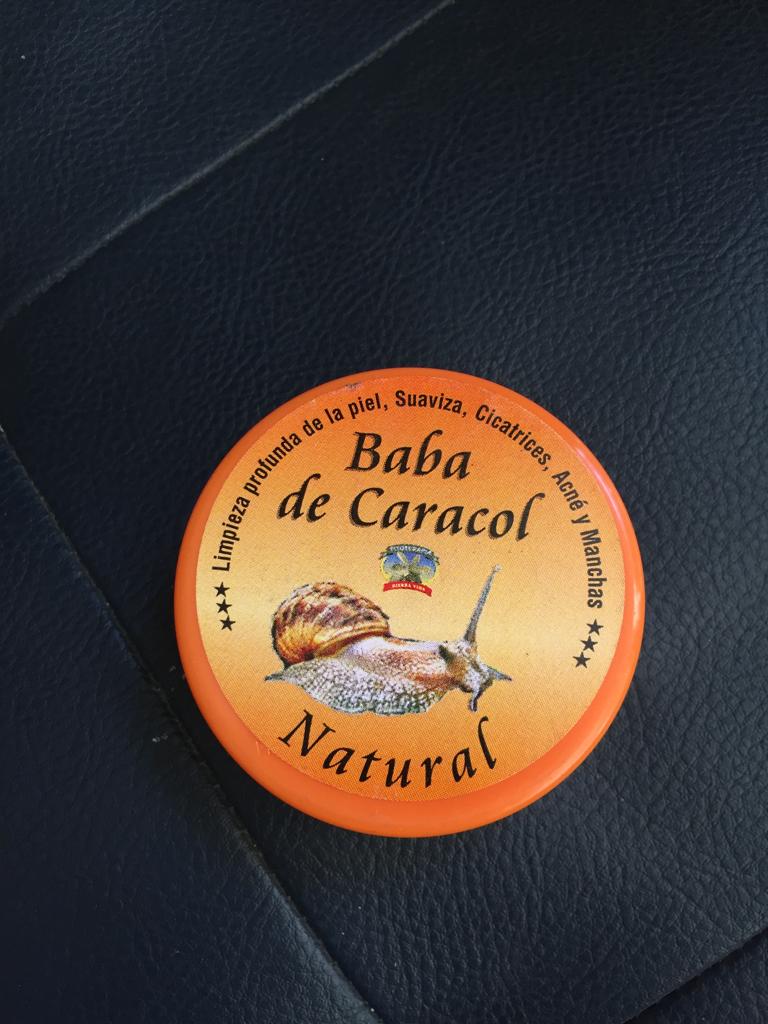 ★★★ Limpieza profunda de la piel, Suaviza, Cicatrices, Acné y Manchas ★★★
Baba
de Caracol
Natural